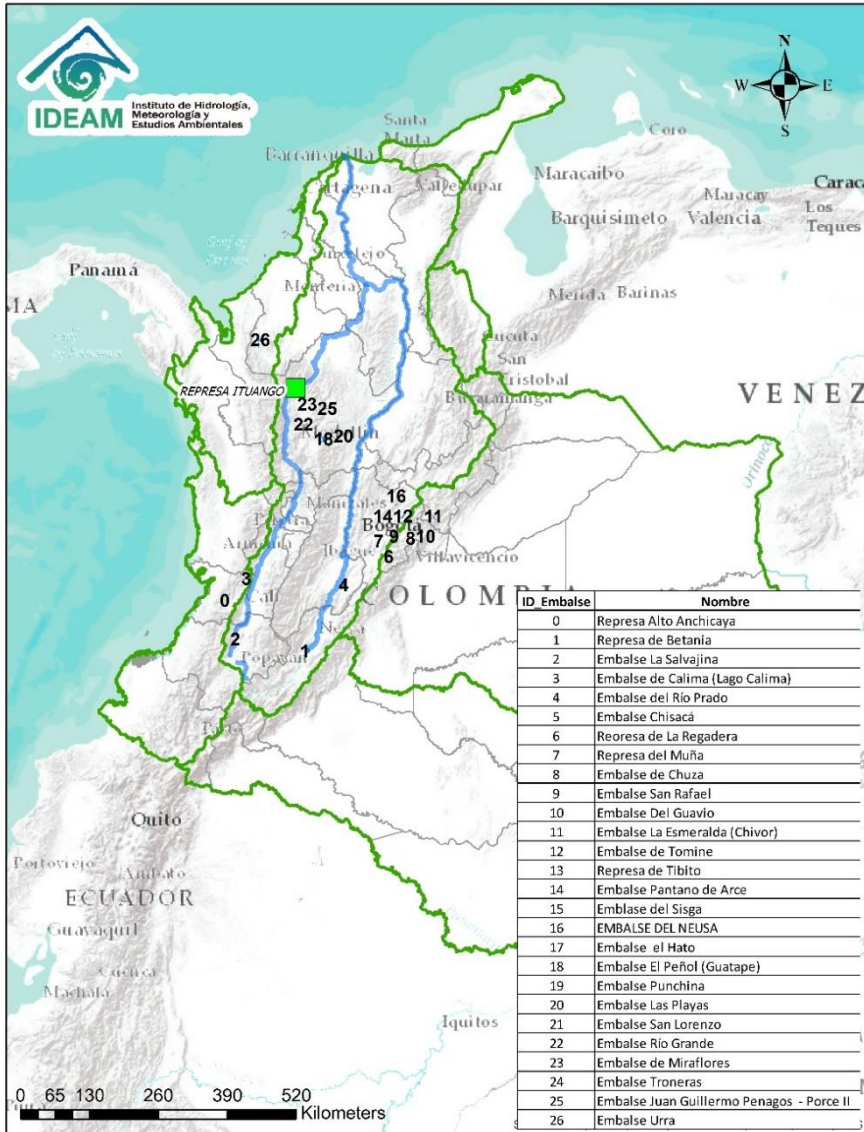 IDEAM Instituto de Hidrología,
Meteorología y
Estudios Ambientales
N
W E
S
Santa
Marta
Coro
Barranquilla
Maracaibo
Cartagena
Valledupar
Maracay
Barquisimeto Valencia
Los
Teques
Panamá
Sincelejo
Montería
Merida Barinas
26
Cucuta
San
Cristobal
REPRESA ITUANGO
Bucaramanga
VENEZ
23 25
22
Medellin
18 20
Orinoco
Manizales 16
14 12 11
Bogota
7 9 8 10
Armenia Ibague
Villavicencio
6
3 4
COLOMBIA
0 Cali
Neiva
2
Popayan 1
Pasto
Quito
Portoviejo
Ambato
ECUADOR
Guayaquil
Cuenca
Machala
Iquitos
0 65 130 260 390 520
Kilometers
ID_Embalse Nombre
0 Represa Alto Anchicaya
1 Represa de Betania
2 Embalse La Salvajina
3 Embalse de Calima (Lago Calima)
4 Embalse del Río Prado
5 Embalse Chisacá
6 Reoresa de La Regadera
7 Represa del Muña
8 Embalse de Chuza
9 Embalse San Rafael
10 Embalse Del Guavio
11 Embalse La Esmeralda (Chivor)
12 Embalse de Tomine
13 Represa de Tibito
14 Embalse Pantano de Arce
15 Emblase del Sisga
16 EMBALSE DEL NEUSA
17 Embalse el Hato
18 Embalse El Peñol (Guatape)
19 Embalse Punchina
20 Embalse Las Playas
21 Embalse San Lorenzo
22 Embalse Río Grande
23 Embalse de Miraflores
24 Embalse Troneras
25 Embalse Juan Guillermo Penagos - Porce II
26 Embalse Urra